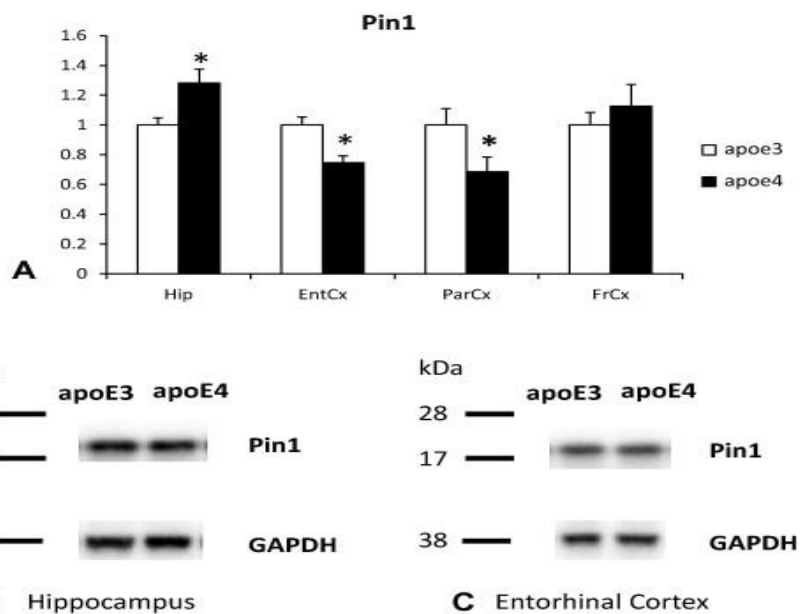 Pin1
1.6
1.4
1.2
1
0.8
0.6
0.4
0.2
0
*
*
*
apoe3
apoe4
A
Hip EntCx ParCx FrCx
apoE3 apoE4
Pin1
GAPDH
Hippocampus
kDa
apoE3 apoE4
28
17
Pin1
38
GAPDH
C Entorhinal Cortex